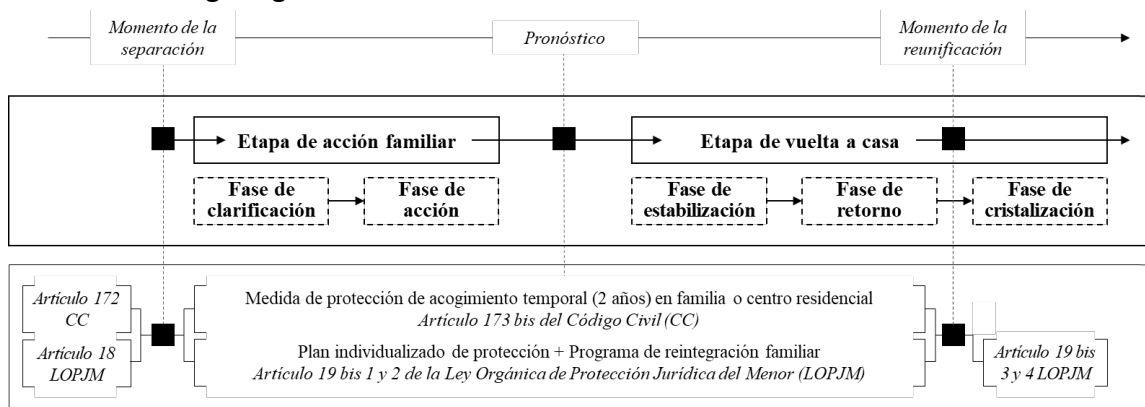 Momento de la
separación
Pronóstico
Momento de la
reunificación
Etapa de acción familiar
Etapa de vuelta a casa
Fase de
clarificación
Fase de
acción
Fase de
estabilización
Fase de
retorno
Fase de
cristalización
Artículo 172
CC
Artículo 18
LOPJM
Medida de protección de acogimiento temporal (2 años) en familia o centro residencial
Artículo 173 bis del Código Civil (CC)
Plan individualizado de protección + Programa de reintegración familiar
Artículo 19 bis 1 y 2 de la Ley Orgánica de Protección Jurídica del Menor (LOPJM)
Artículo 19 bis
3 y 4 LOPJM